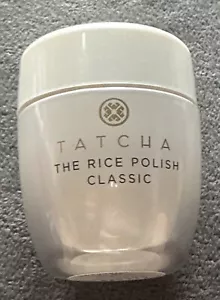 TATCHA
THE RICE POLISH
CLASSIC